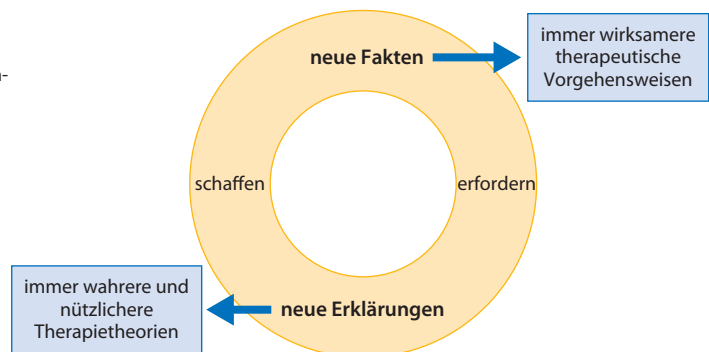 neue Fakten
immer wirksamere
therapeutische
Vorgehensweisen
schaffen
erfordern
immer wahrere und
nützlichere
Therapietheorien
neue Erklärungen